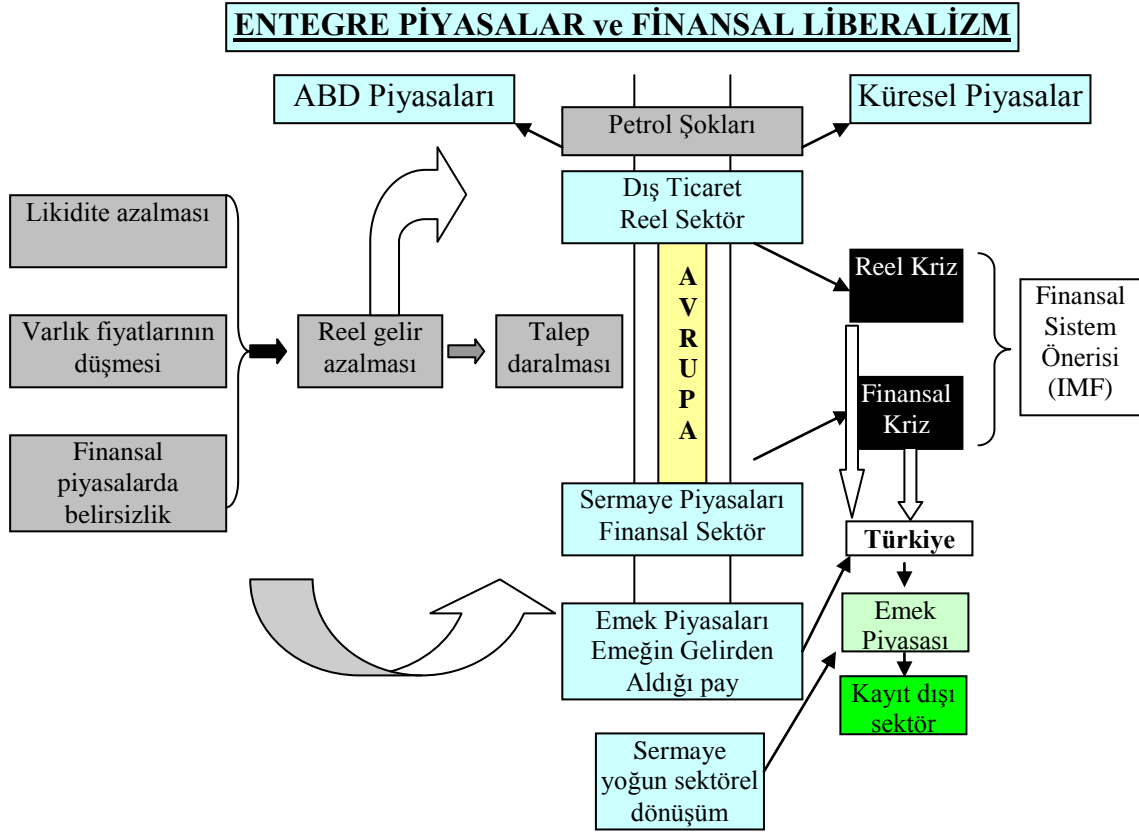 ENTEGRE PİYASALAR ve FİNANSAL LİBERALİZM
ABD Piyasaları
Küresel Piyasalar
Petrol Şokları
Dış Ticaret
Reel Sektör
Likidite azalması
Varlık fiyatlarının
düşmesi
Finansal
piyasalarda
belirsizlik
Reel gelir
azalması
Talep
daralması
A
V
R
U
P
A
Reel Kriz
Finansal
Kriz
Finansal
Sistem
Önerisi
(IMF)
Sermaye Piyasaları
Finansal Sektör
Türkiye
Emek Piyasaları
Emeğin Gelirden
Aldığı pay
Emek
Piyasası
Kayıt dışı
sektör
Sermaye
yoğun sektörel
dönüşüm